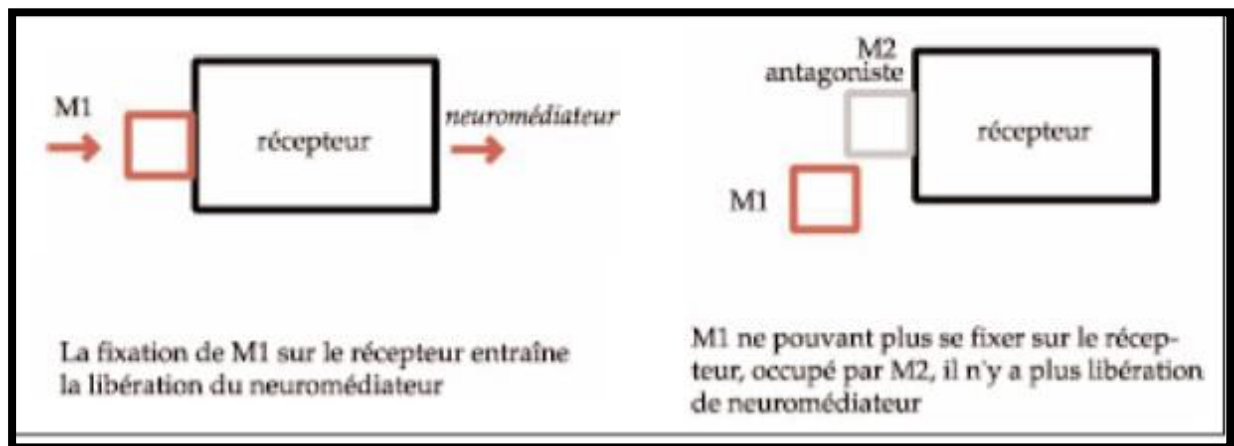 M1
récepteur
neuromédiateur
La fixation de M1 sur le récepteur entraîne
la libération du neuromédiateur
M2
antagoniste
récepteur
M1
M1 ne pouvant plus se fixer sur le récep-
teur, occupé par M2, il n'y a plus libération
de neuromédiateur